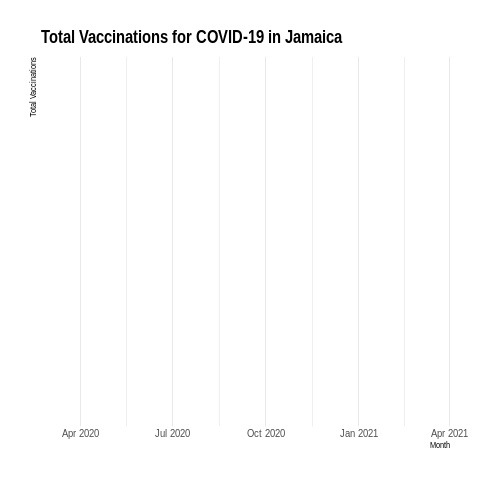 Total Vaccinations for COVID-19 in Jamaica
Total Vaccinations
Apr 2020 Jul 2020 Oct 2020 Jan 2021 Apr 2021
Month